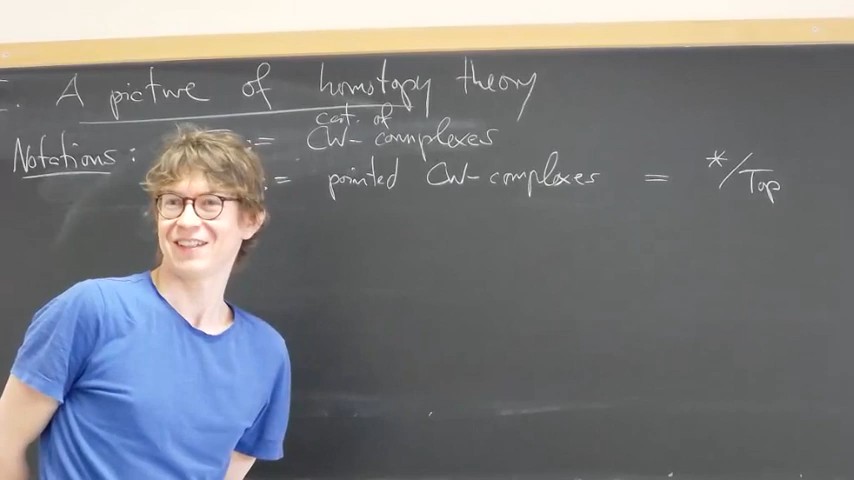 . A picture of homotopy theory
cat. of
Notations : := CW-complexes
:= pointed CW-complexes = */Top